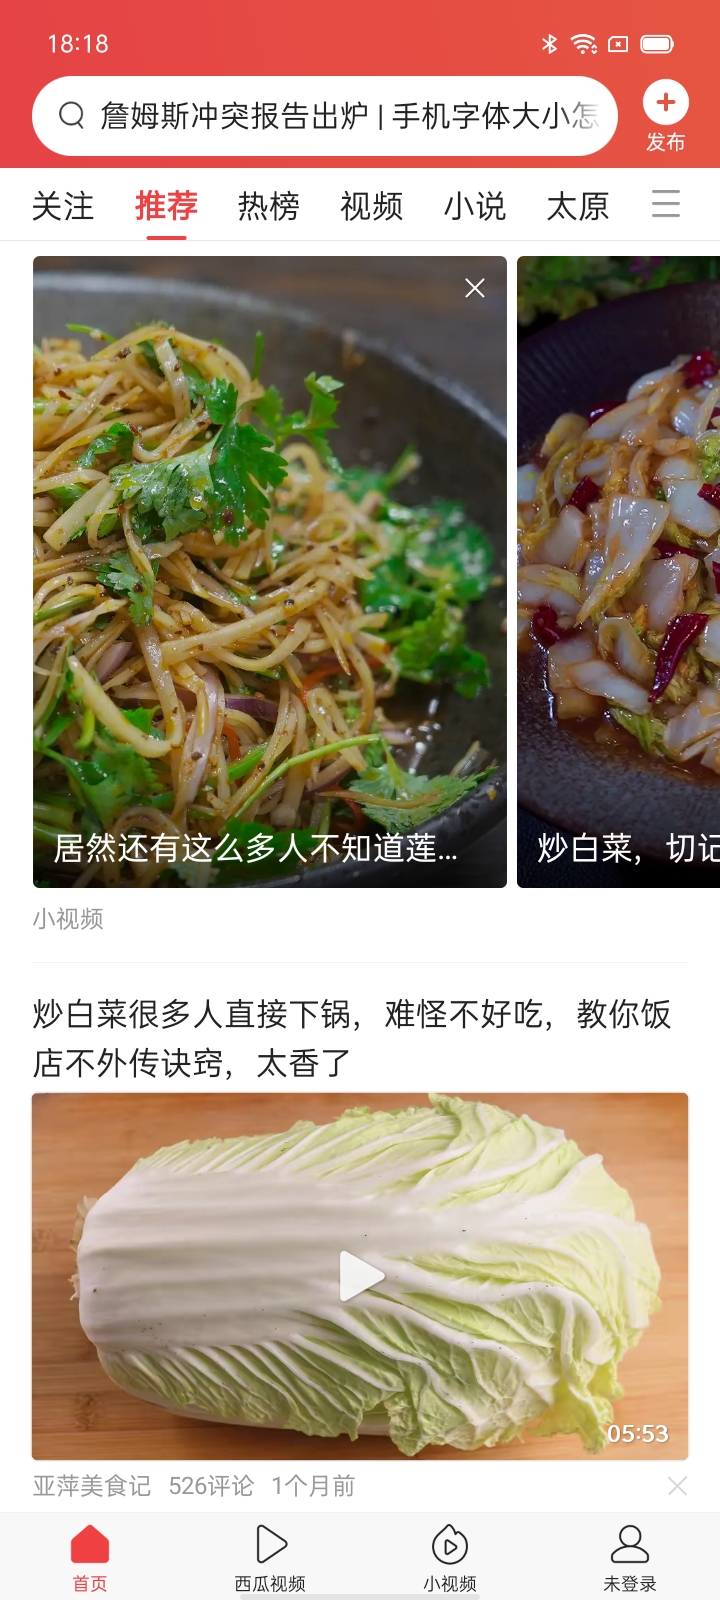 18:18
詹姆斯冲突报告出炉 | 手机字体大小怎
发布
关注 推荐 热榜 视频 小说 太原
居然还有这么多人不知道莲...
炒白菜，切记
小视频
炒白菜很多人直接下锅，难怪不好吃，教你饭
店不外传诀窍，太香了
05:53
亚萍美食记 526评论 1个月前
首页 西瓜视频 小视频 未登录